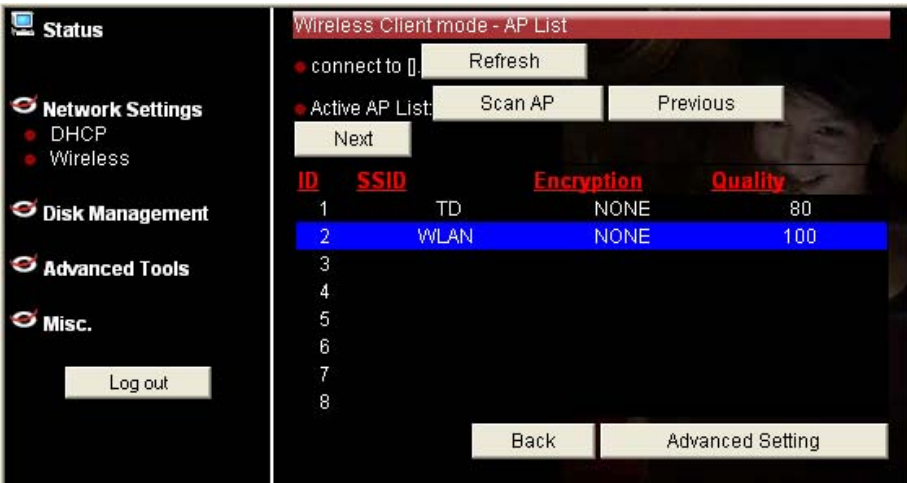 Status
Network Settings
DHCP
Wireless
Disk Management
Advanced Tools
Misc.
Log out
Wireless Client mode - AP List
connect to []. Refresh
Active AP List: Scan AP Previous
Next
ID SSID Encryption Quality
1 TD NONE 80
2 WLAN NONE 100
3
4
5
6
7
8
Back Advanced Setting